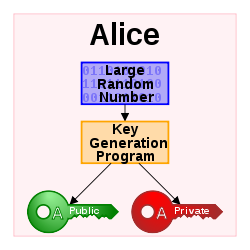 Alice
Large
Random
Number
Key
Generation
Program
A Public
A Private